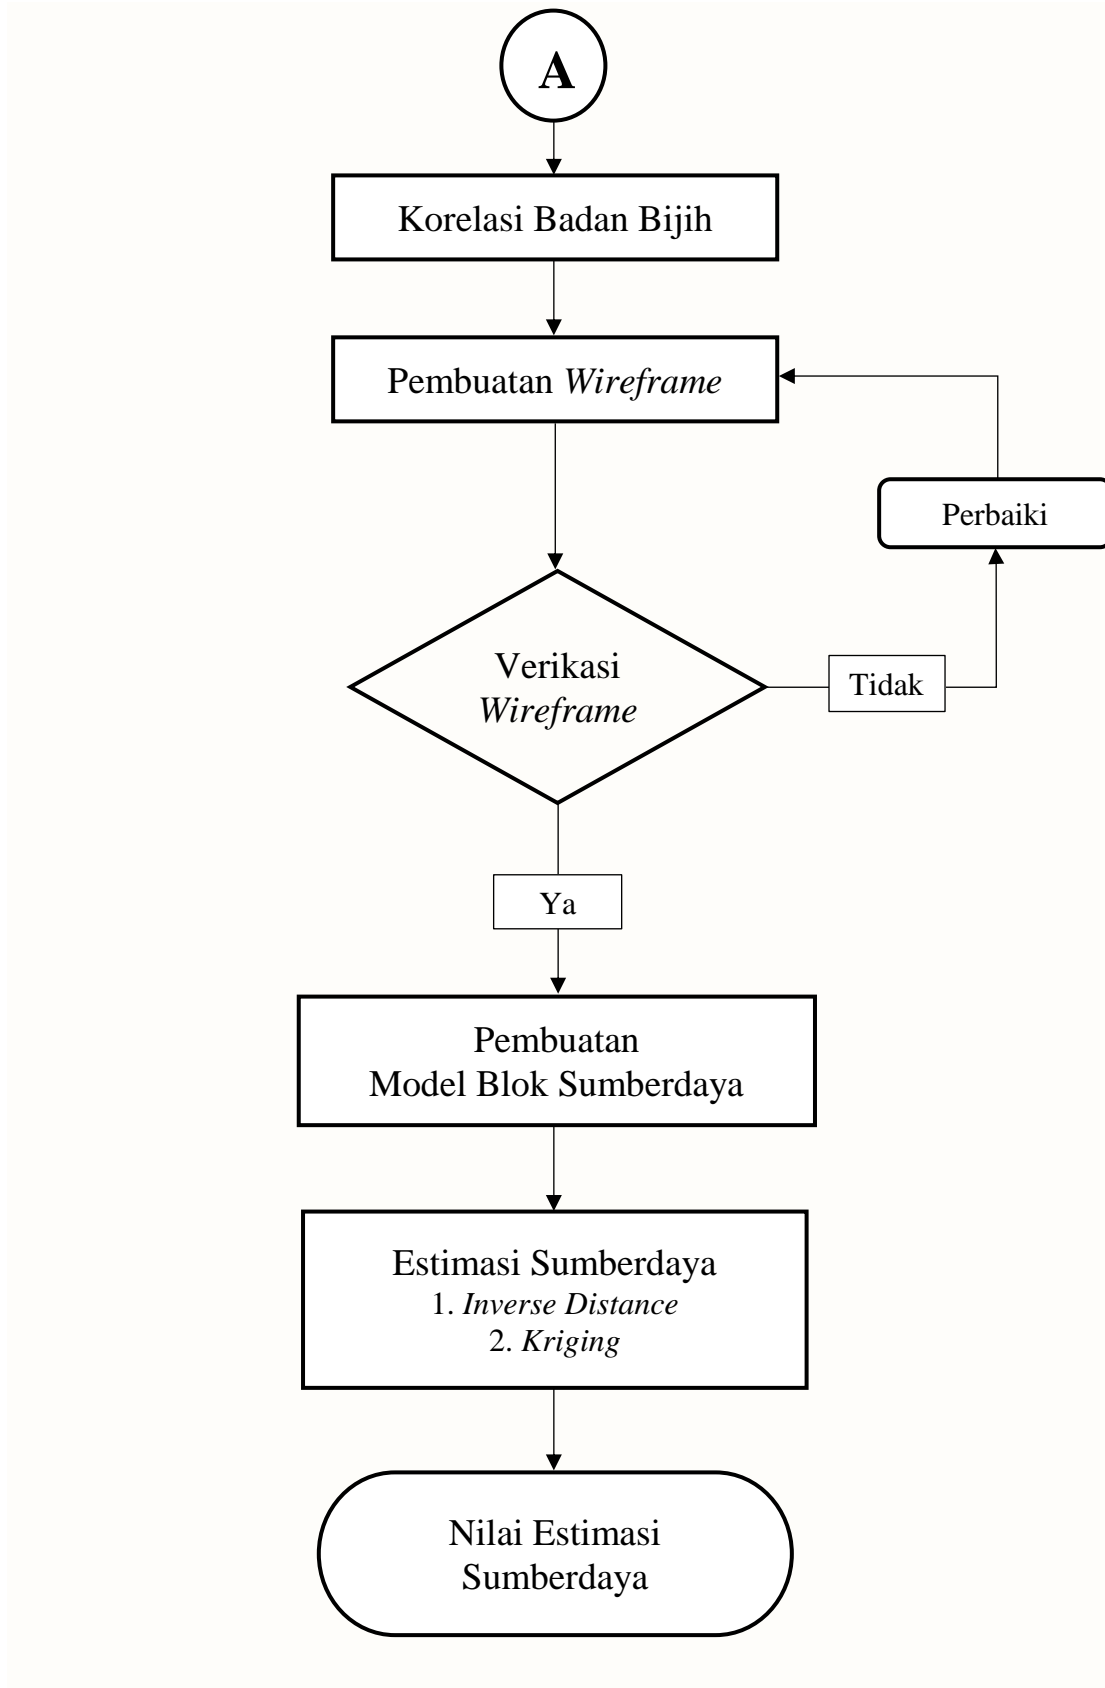 A
Korelasi Badan Bijih
Pembuatan Wireframe
Perbaiki
Verikasi
Wireframe
Tidak
Ya
Pembuatan
Model Blok Sumberdaya
Estimasi Sumberdaya
1. Inverse Distance
2. Kriging
Nilai Estimasi
Sumberdaya